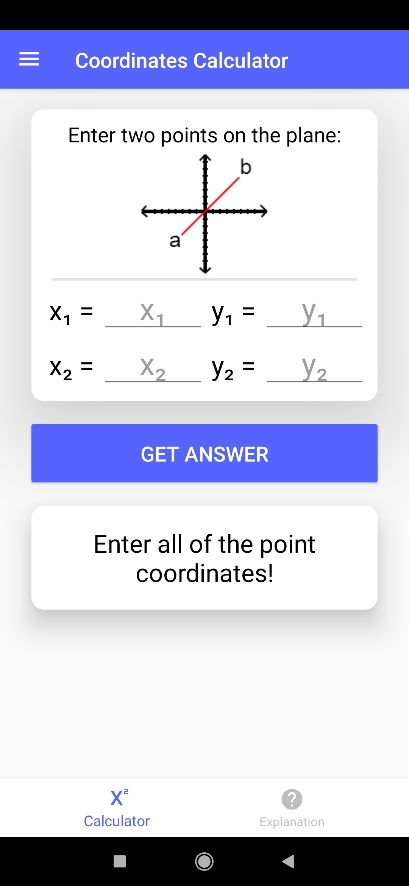 Coordinates Calculator
Enter two points on the plane:
b
a
x₁ = x₁ y₁ = y₁
x₂ = x₂ y₂ = y₂
GET ANSWER
Enter all of the point
coordinates!
X²
Calculator
?
Explanation